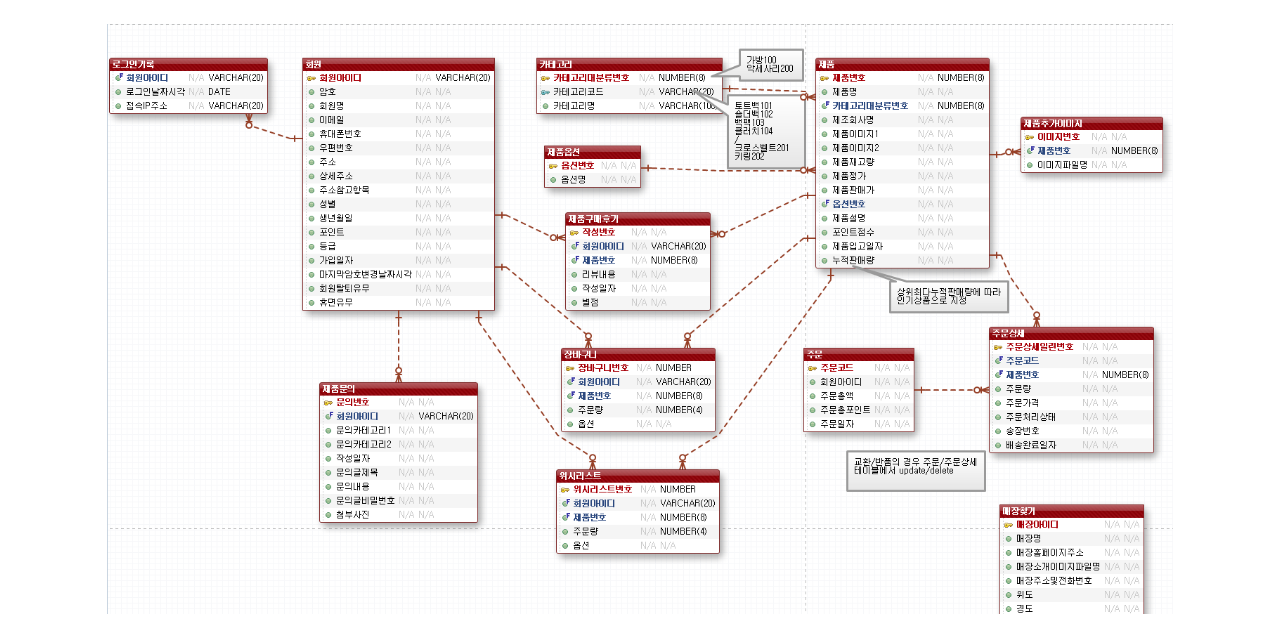 로그인기록
회원아이디 N/A VARCHAR(20)
로그인날짜시각 N/A DATE
접속IP주소 N/A VARCHAR(20)
회원
회원아이디 N/A VARCHAR(20)
암호 N/A N/A
회원명 N/A N/A
이메일 N/A N/A
휴대폰번호 N/A N/A
우편번호 N/A N/A
주소 N/A N/A
상세주소 N/A N/A
주소참고항목 N/A N/A
성별 N/A N/A
생년월일 N/A N/A
포인트 N/A N/A
등급 N/A N/A
가입일자 N/A N/A
마지막암호변경날짜시각 N/A N/A
회원탈퇴유무 N/A N/A
휴면유무 N/A N/A
카테고리
카테고리대분류번호 N/A NUMBER(8)
카테고리코드 N/A VARCHAR(20)
카테고리명 N/A VARCHAR(100)
가방100
악세사리200
토트백101
숄더백102
백팩103
클러치104
/
크로스벨트201
키링202
제품옵션
옵션번호 N/A N/A
옵션명 N/A N/A
제품구매후기
작성번호 N/A N/A
회원아이디 N/A VARCHAR(20)
제품번호 N/A NUMBER(8)
리뷰내용 N/A N/A
작성일자 N/A N/A
별점 N/A N/A
제품
제품번호 N/A NUMBER(8)
제품명 N/A N/A
카테고리대분류번호 N/A NUMBER(8)
제조회사명 N/A N/A
제품이미지1 N/A N/A
제품이미지2 N/A N/A
제품재고량 N/A N/A
제품정가 N/A N/A
제품판매가 N/A N/A
옵션번호 N/A N/A
제품설명 N/A N/A
포인트점수 N/A N/A
제품입고일자 N/A N/A
누적판매량 N/A N/A
상위최다누적판매량에 따라
인기상품으로 지정
제품추가이미지
이미지번호 N/A N/A
제품번호 N/A NUMBER(8)
이미지파일명 N/A N/A
제품문의
문의번호 N/A N/A
회원아이디 N/A VARCHAR(20)
문의카테고리1 N/A N/A
문의카테고리2 N/A N/A
작성일자 N/A N/A
문의글제목 N/A N/A
문의내용 N/A N/A
문의글비밀번호 N/A N/A
첨부사진 N/A N/A
장바구니
장바구니번호 N/A NUMBER
회원아이디 N/A VARCHAR(20)
제품번호 N/A NUMBER(8)
주문량 N/A NUMBER(4)
옵션 N/A N/A
위시리스트
위시리스트번호 N/A NUMBER
회원아이디 N/A VARCHAR(20)
제품번호 N/A NUMBER(8)
주문량 N/A NUMBER(4)
옵션 N/A N/A
주문
주문코드 N/A N/A
회원아이디 N/A N/A
주문총액 N/A N/A
주문총포인트 N/A N/A
주문일자 N/A N/A
주문상세
주문상세일련번호 N/A N/A
주문코드 N/A N/A
제품번호 N/A NUMBER(8)
주문량 N/A N/A
주문가격 N/A N/A
주문처리상태 N/A N/A
송장번호 N/A N/A
배송완료일자 N/A N/A
교환/반품의 경우 주문/주문상세
테이블에서 update/delete
매장찾기
매장아이디 N/A N/A
매장명 N/A N/A
매장홈페이지주소 N/A N/A
매장소개이미지파일명 N/A N/A
매장주소및전화번호 N/A N/A
위도 N/A N/A
경도 N/A N/A